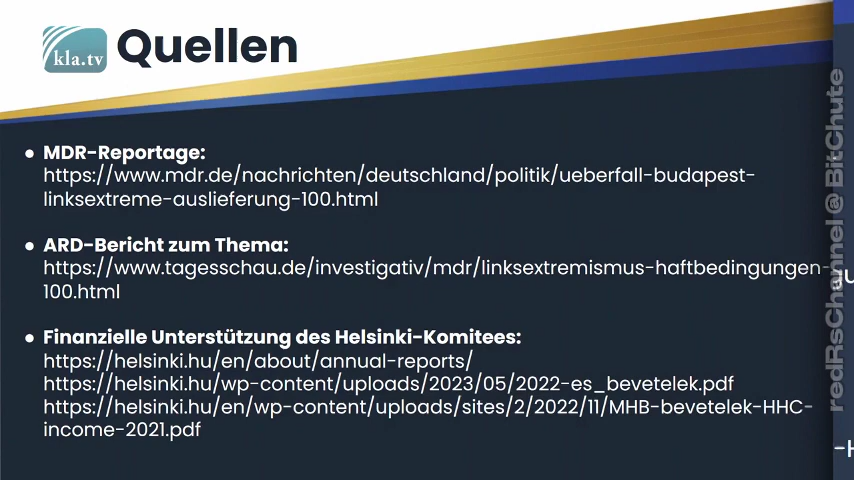 kla.tv Quellen
• MDR-Reportage:
https://www.mdr.de/nachrichten/deutschland/politik/ueberfall-budapest-
linksextreme-auslieferung-100.html
• ARD-Bericht zum Thema:
https://www.tagesschau.de/investigativ/mdr/linksextremismus-haftbedingungen-
100.html
• Finanzielle Unterstützung des Helsinki-Komitees:
https://helsinki.hu/en/about/annual-reports/
https://helsinki.hu/wp-content/uploads/2023/05/2022-es_bevetelek.pdf
https://helsinki.hu/en/wp-content/uploads/sites/2/2022/11/MHB-bevetelek-HHC-
income-2021.pdf
redRsChannel@BitChute
-H